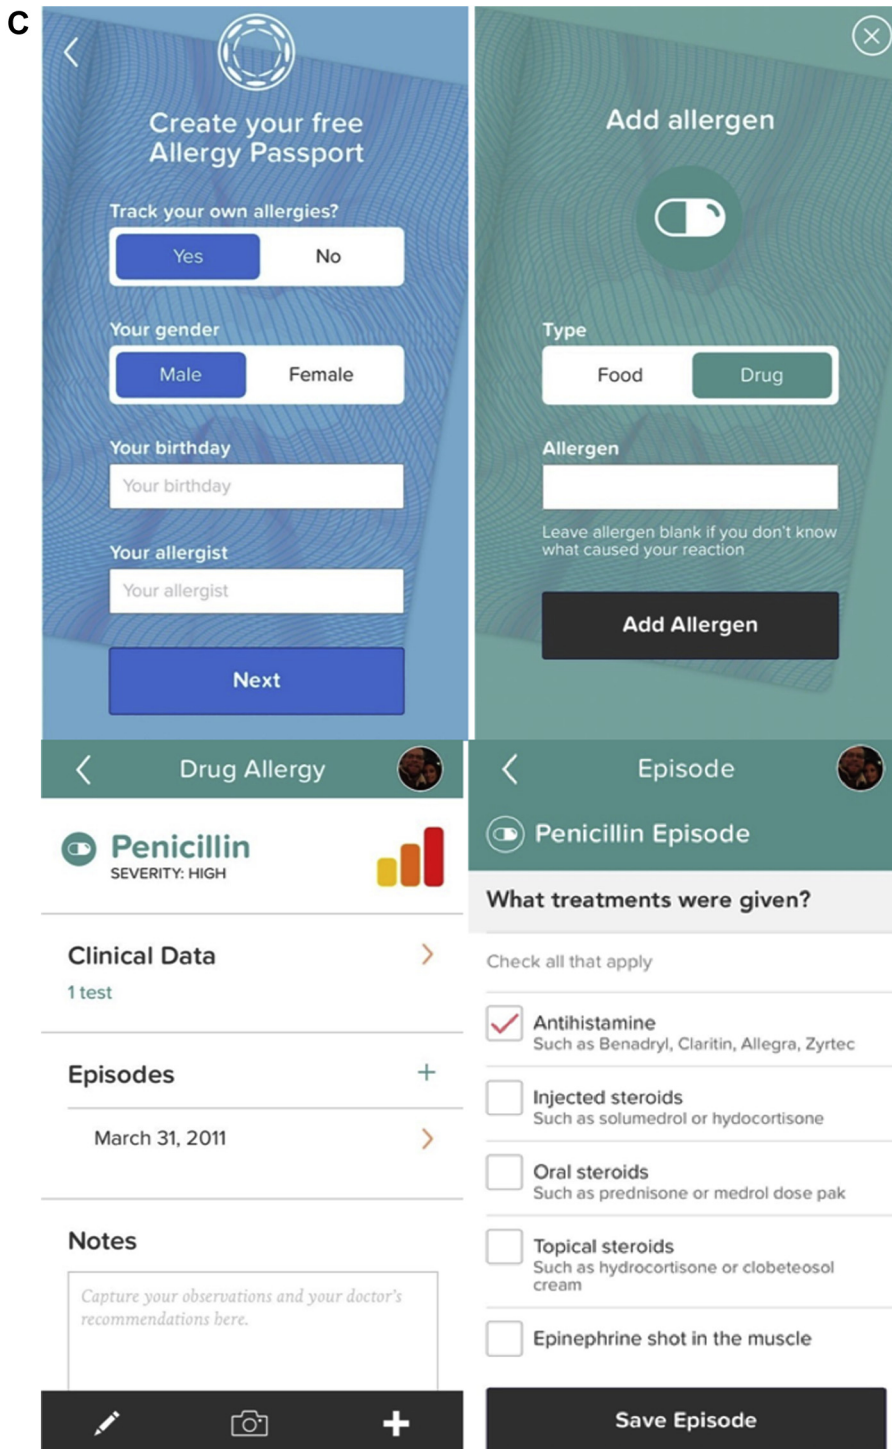 C
Create your free
Allergy Passport
Track your own allergies?
Yes No
Your gender
Male Female
Your birthday
Your birthday
Your allergist
Your allergist
Next
Add allergen
Type
Food Drug
Allergen
Leave allergen blank if you don't know
what caused your reaction
Add Allergen
Drug Allergy
Penicillin
SEVERITY: HIGH
Clinical Data
1 test
Episodes
March 31, 2011
Notes
Capture your observations and your doctor's
recommendations here.
Episode
Penicillin Episode
What treatments were given?
Check all that apply
Antihistamine
Such as Benadryl, Claritin, Allegra, Zyrtec
Injected steroids
Such as solumedrol or hydocortisone
Oral steroids
Such as prednisone or medrol dose pak
Topical steroids
Such as hydrocortisone or clobeteosol
cream
Epinephrine shot in the muscle
Save Episode